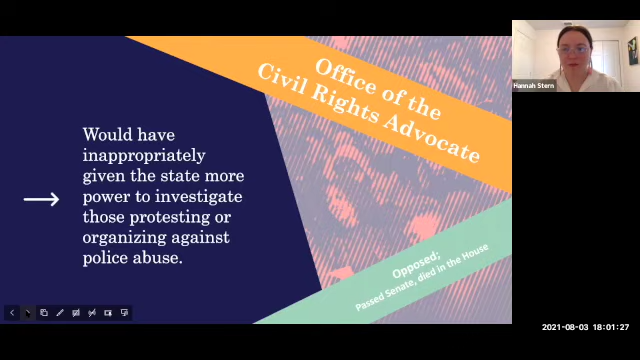 Office of the
Civil Rights Advocate
Hannah Stern
Would have
inappropriately
given the state more
power to investigate
those protesting or
organizing against
police abuse.
Opposed;
Passed Senate, died in the House
2021-08-03 18:01:27